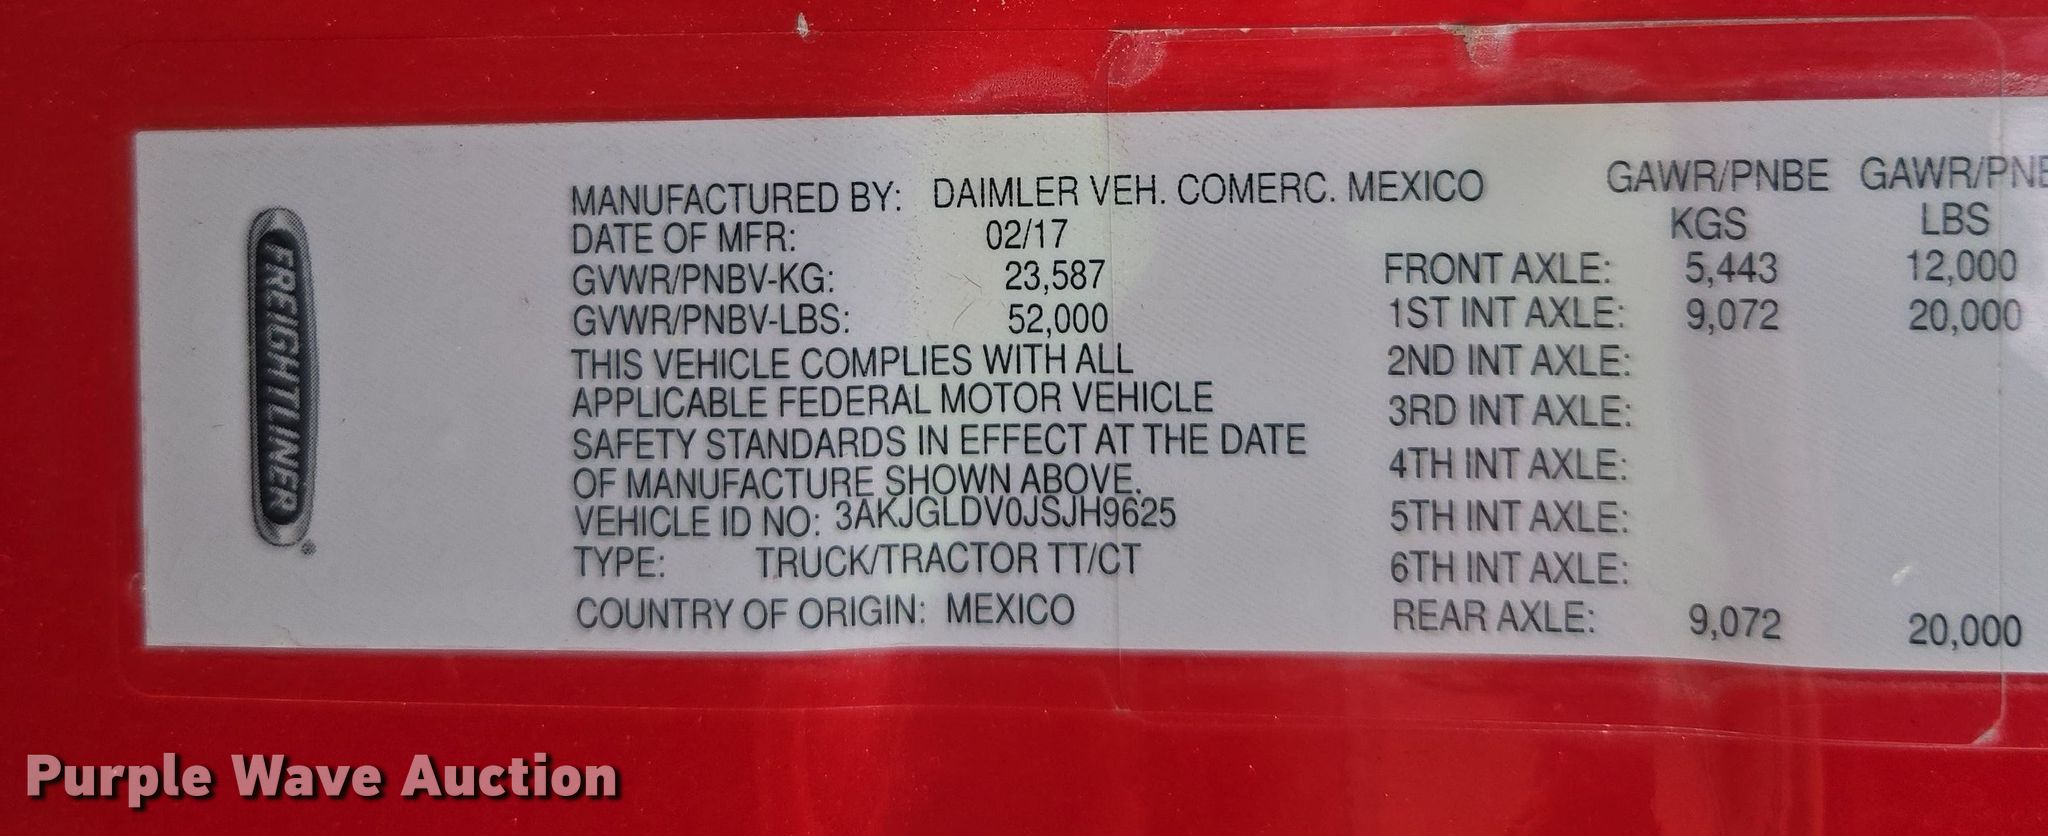 FREIGHTLINER
®
MANUFACTURED BY: DAIMLER VEH. COMERC. MEXICO
DATE OF MFR: 02/17
GVWR/PNBV-KG: 23,587
GVWR/PNBV-LBS: 52,000
THIS VEHICLE COMPLIES WITH ALL
APPLICABLE FEDERAL MOTOR VEHICLE
SAFETY STANDARDS IN EFFECT AT THE DATE
OF MANUFACTURE SHOWN ABOVE.
VEHICLE ID NO: 3AKJGLDV0JSJH9625
TYPE: TRUCK/TRACTOR TT/CT
COUNTRY OF ORIGIN: MEXICO
GAWR/PNBE GAWR/PNB
KGS LBS
FRONT AXLE: 5,443 12,000
1ST INT AXLE: 9,072 20,000
2ND INT AXLE:
3RD INT AXLE:
4TH INT AXLE:
5TH INT AXLE:
6TH INT AXLE:
REAR AXLE: 9,072 20,000
Purple Wave Auction